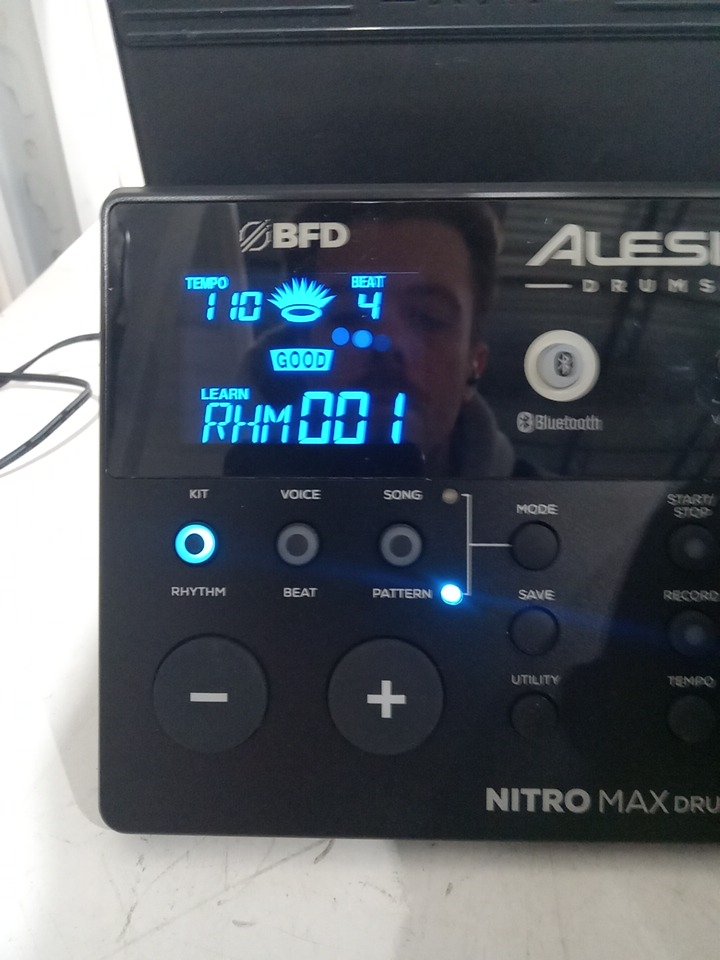 BFD
TEMPO
110
BEAT
4
GOOD
LEARN
RHM001
ALESI
DRUMS
Bluetooth
KIT VOICE SONG
RHYTHM BEAT PATTERN
MODE
SAVE
UTILITY
START/
STOP
RECORD
TEMPO
− +
NITRO MAX DRU